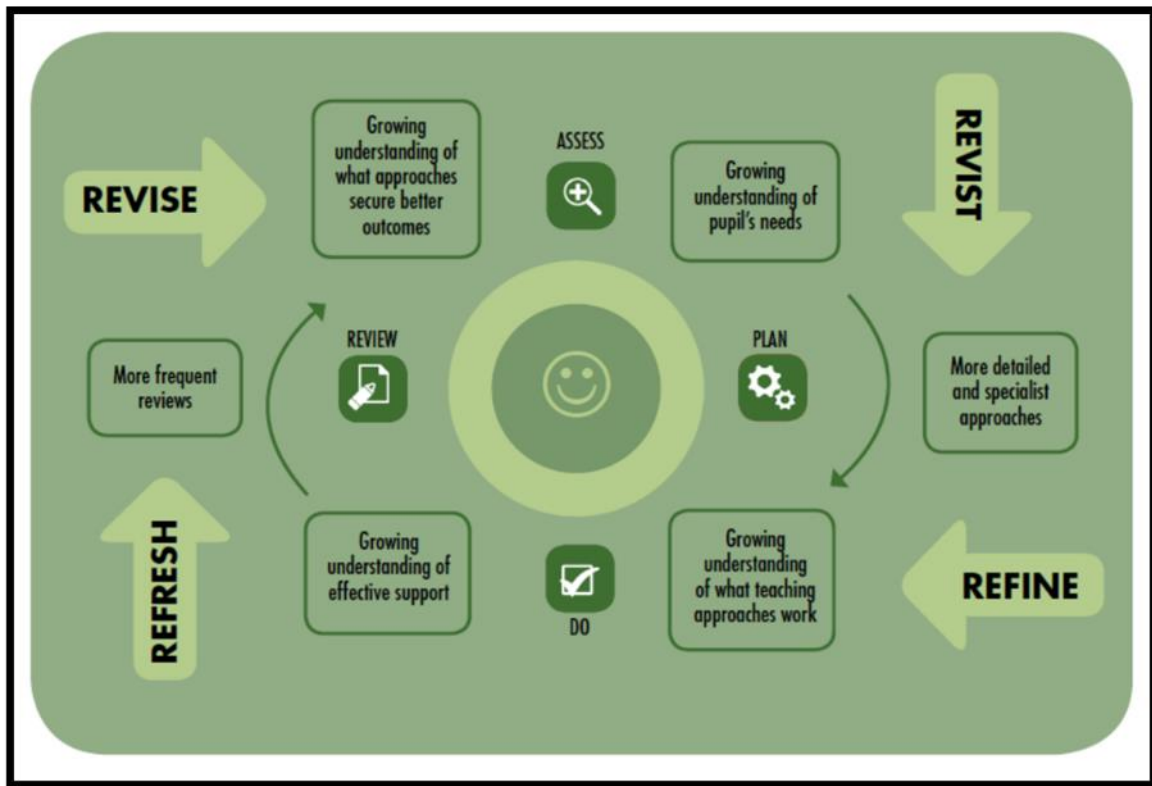 REVISE
Growing
understanding of
what approaches
secure better
outcomes
ASSESS
Growing
understanding of
pupil's needs
REVIST
More frequent
reviews
REVIEW
PLAN
More detailed
and specialist
approaches
REFRESH
Growing
understanding of
effective support
DO
Growing
understanding
of what teaching
approaches work
REFINE